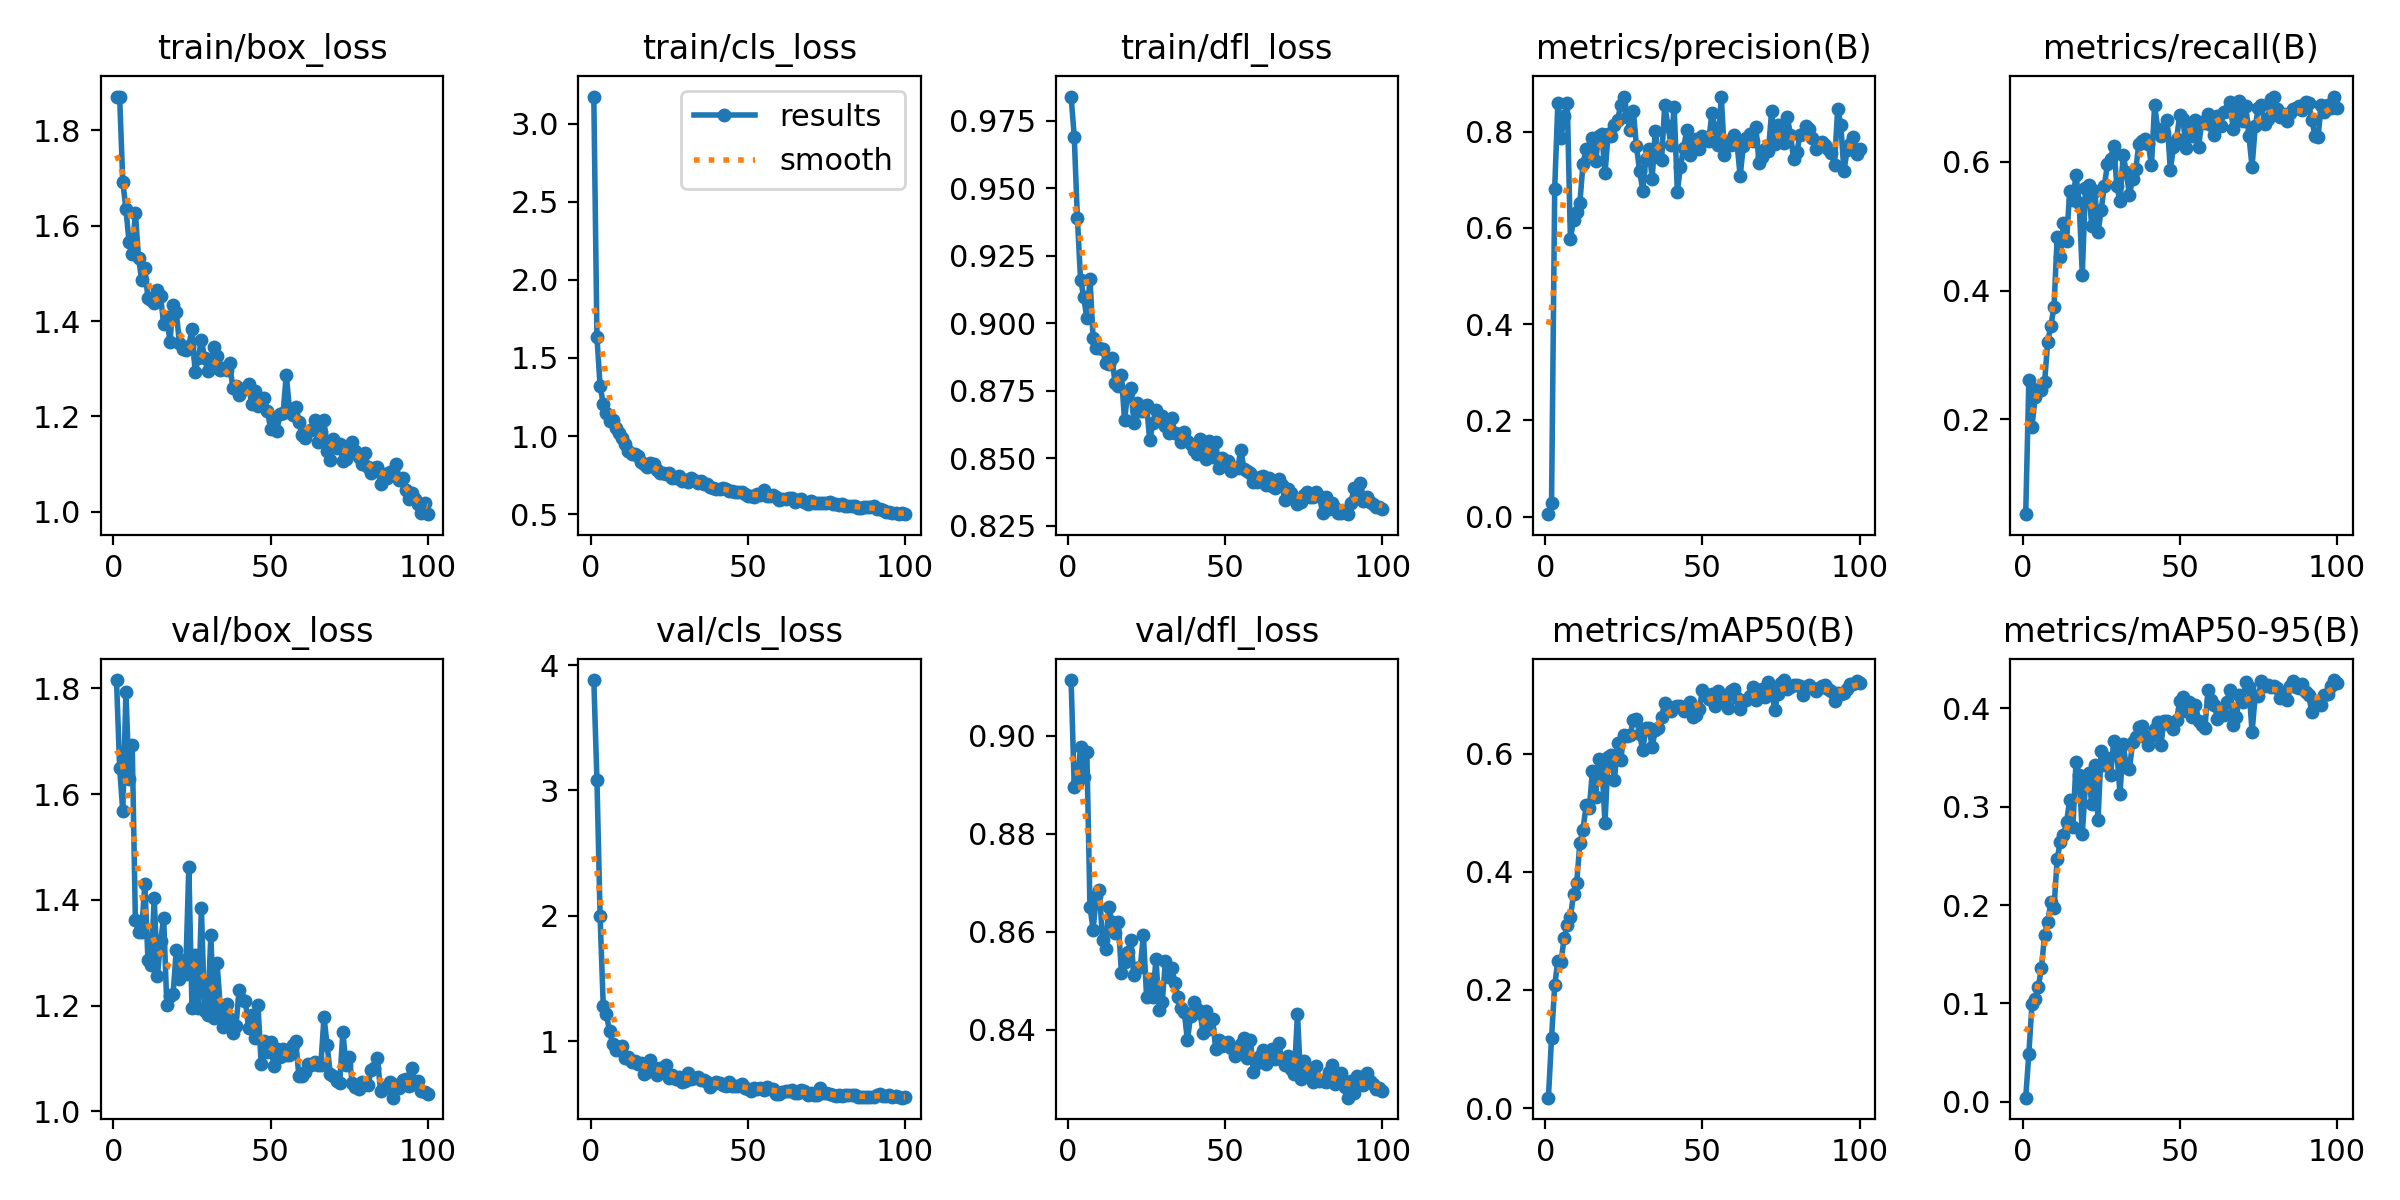 train/box_loss
1.8
1.6
1.4
1.2
1.0
0 50 100
train/cls_loss
results
smooth
3.0
2.5
2.0
1.5
1.0
0.5
0 50 100
train/dfl_loss
0.975
0.950
0.925
0.900
0.875
0.850
0.825
0 50 100
metrics/precision(B)
0.8
0.6
0.4
0.2
0.0
0 50 100
metrics/recall(B)
0.6
0.4
0.2
0 50 100
val/box_loss
1.8
1.6
1.4
1.2
1.0
0 50 100
val/cls_loss
4
3
2
1
0 50 100
val/dfl_loss
0.90
0.88
0.86
0.84
0 50 100
metrics/mAP50(B)
0.6
0.4
0.2
0.0
0 50 100
metrics/mAP50-95(B)
0.4
0.3
0.2
0.1
0.0
0 50 100